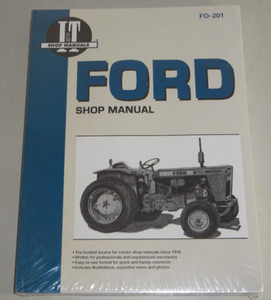 FO-201
I&T
SHOP MANUALS
FORD
SHOP MANUAL
FORD
• The trusted source for tractor shop manuals since 1948
• Written for professionals and experienced mechanics
• Easy-to-use format for quick and handy reference
• Includes illustrations, exploded views and photos